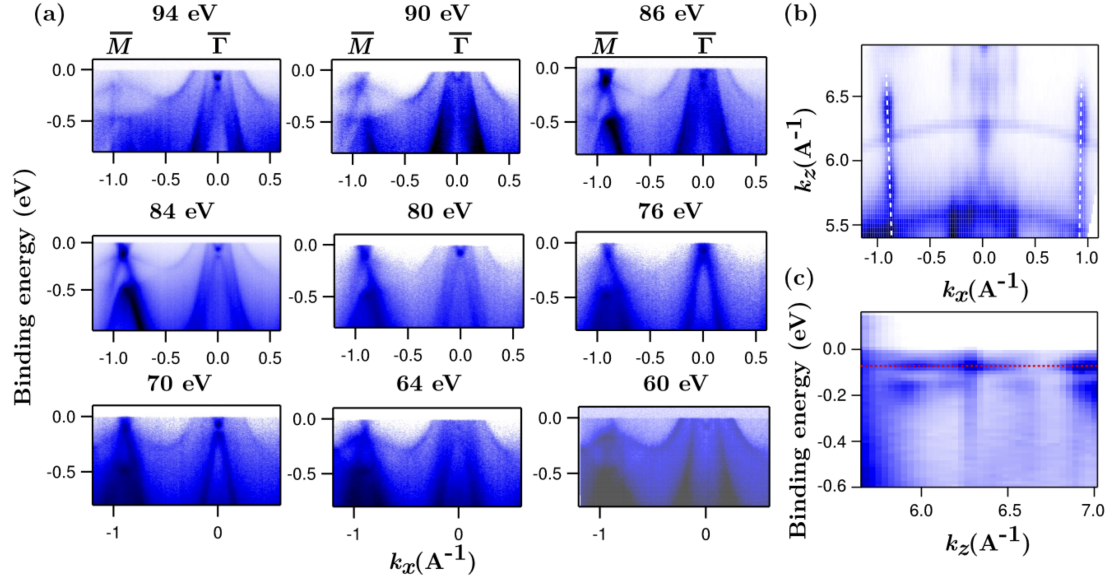 (a)
94 eV
90 eV
86 eV
(b)
M Γ
M Γ
M Γ
0.0
-0.5
-1.0 -0.5 0.0 0.5
0.0
-0.5
-1.0 -0.5 0.0 0.5
0.0
-0.5
-1.0 -0.5 0.0 0.5
84 eV
80 eV
76 eV
0.0
-0.5
-1.0 -0.5 0.0 0.5
0.0
-0.5
-1.0 -0.5 0.0 0.5
0.0
-0.5
-1.0 -0.5 0.0 0.5
70 eV
64 eV
60 eV
0.0
-0.5
-1 0
0.0
-0.5
-1 0
0.0
-0.5
-1 0
Binding energy (eV)
kx(A-1)
6.5
6.0
5.5
kz(A-1)
-1.0 -0.5 0.0 0.5 1.0
kx(A-1)
(c)
0.0
-0.2
-0.4
-0.6
Binding energy (eV)
6.0 6.5 7.0
kz(A-1)